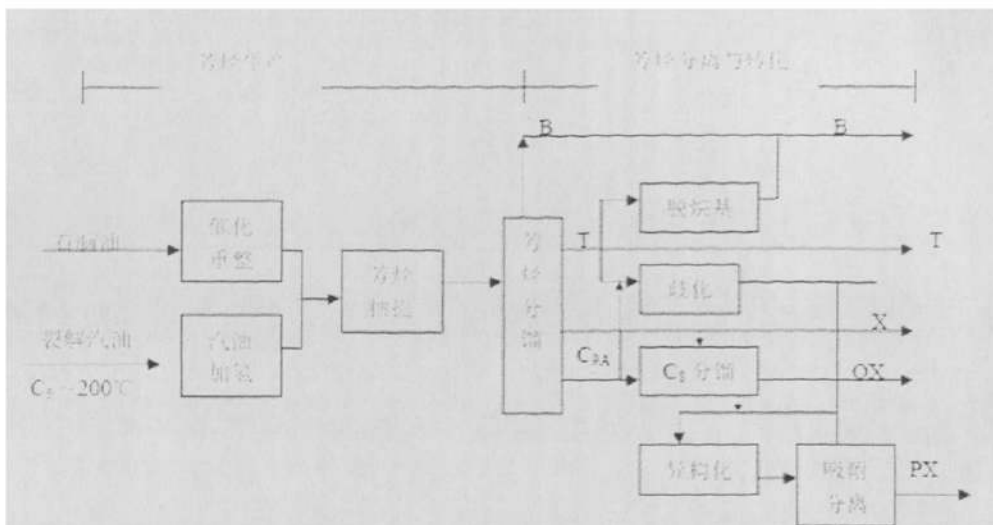 芳烃生产
芳烃分离与转化
B
B
脱烷基
石脑油
催化
重整
芳烃
抽提
芳
烃
分
馏
T
T
歧化
裂解汽油
C₅~200℃
汽油
加氢
X
C₉A
C₈分馏
OX
异构化
吸附
分离
PX